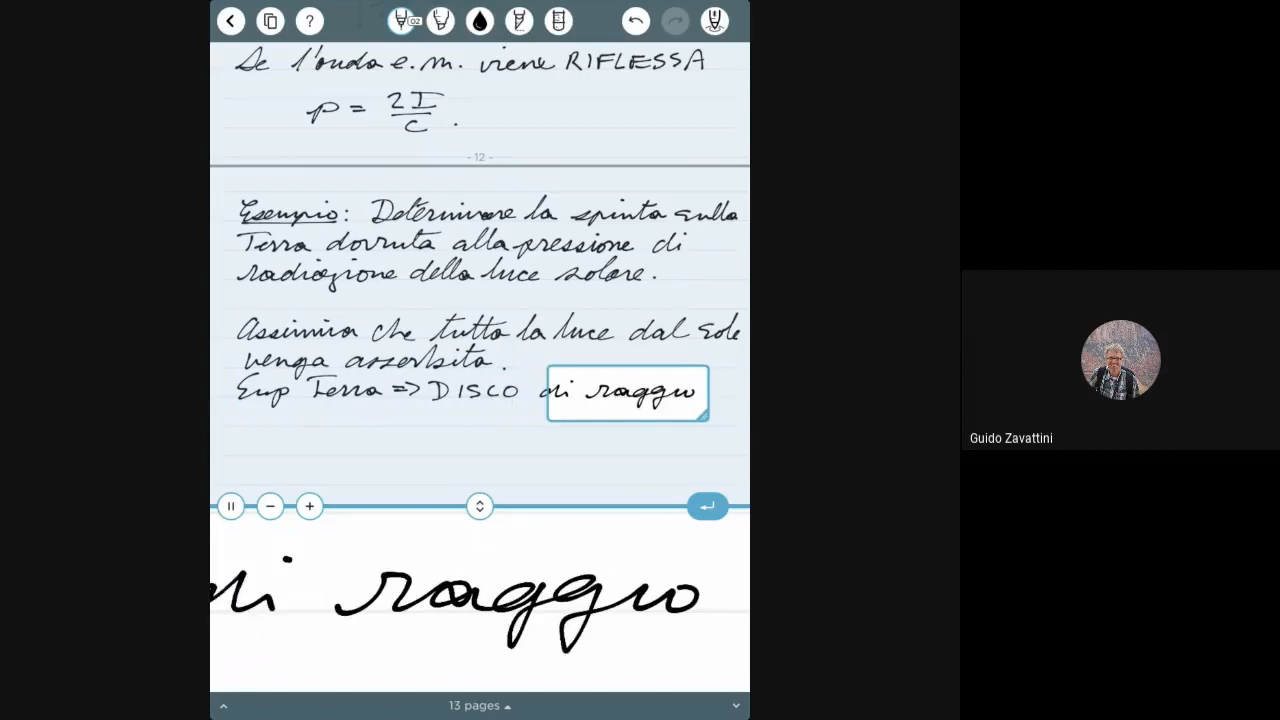 02
?
Se l'onda e.m. viene RIFLESSA
p = 2I/c .
- 12 -
Esempio: Determinare la spinta sulla
Terra dovuta alla pressione di
radiazione della luce solare.
Assumia che tutta la luce dal sole
venga assorbita.
Sup Terra => DISCO di raggio
di raggio
13 pages
Guido Zavattini